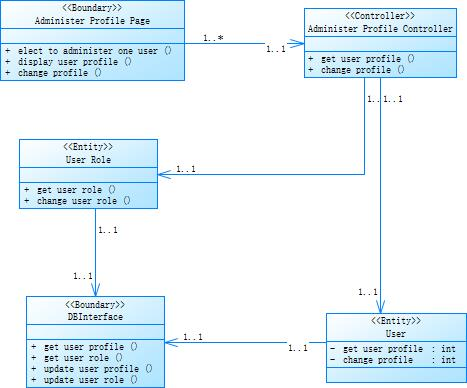 <<Boundary>>
Administer Profile Page
+ elect to administer one user ()
+ display user profile ()
+ change profile ()
1..*
1..1
<<Controller>>
Administer Profile Controller
+ get user profile ()
+ change profile ()
1..1
1..1
<<Entity>>
User Role
+ get user role ()
+ change user role ()
1..1
1..1
1..1
<<Boundary>>
DBInterface
+ get user profile ()
+ get user role ()
+ update user profile ()
+ update user role ()
1..1
1..1
1..1
<<Entity>>
User
- get user profile : int
- change profile : int